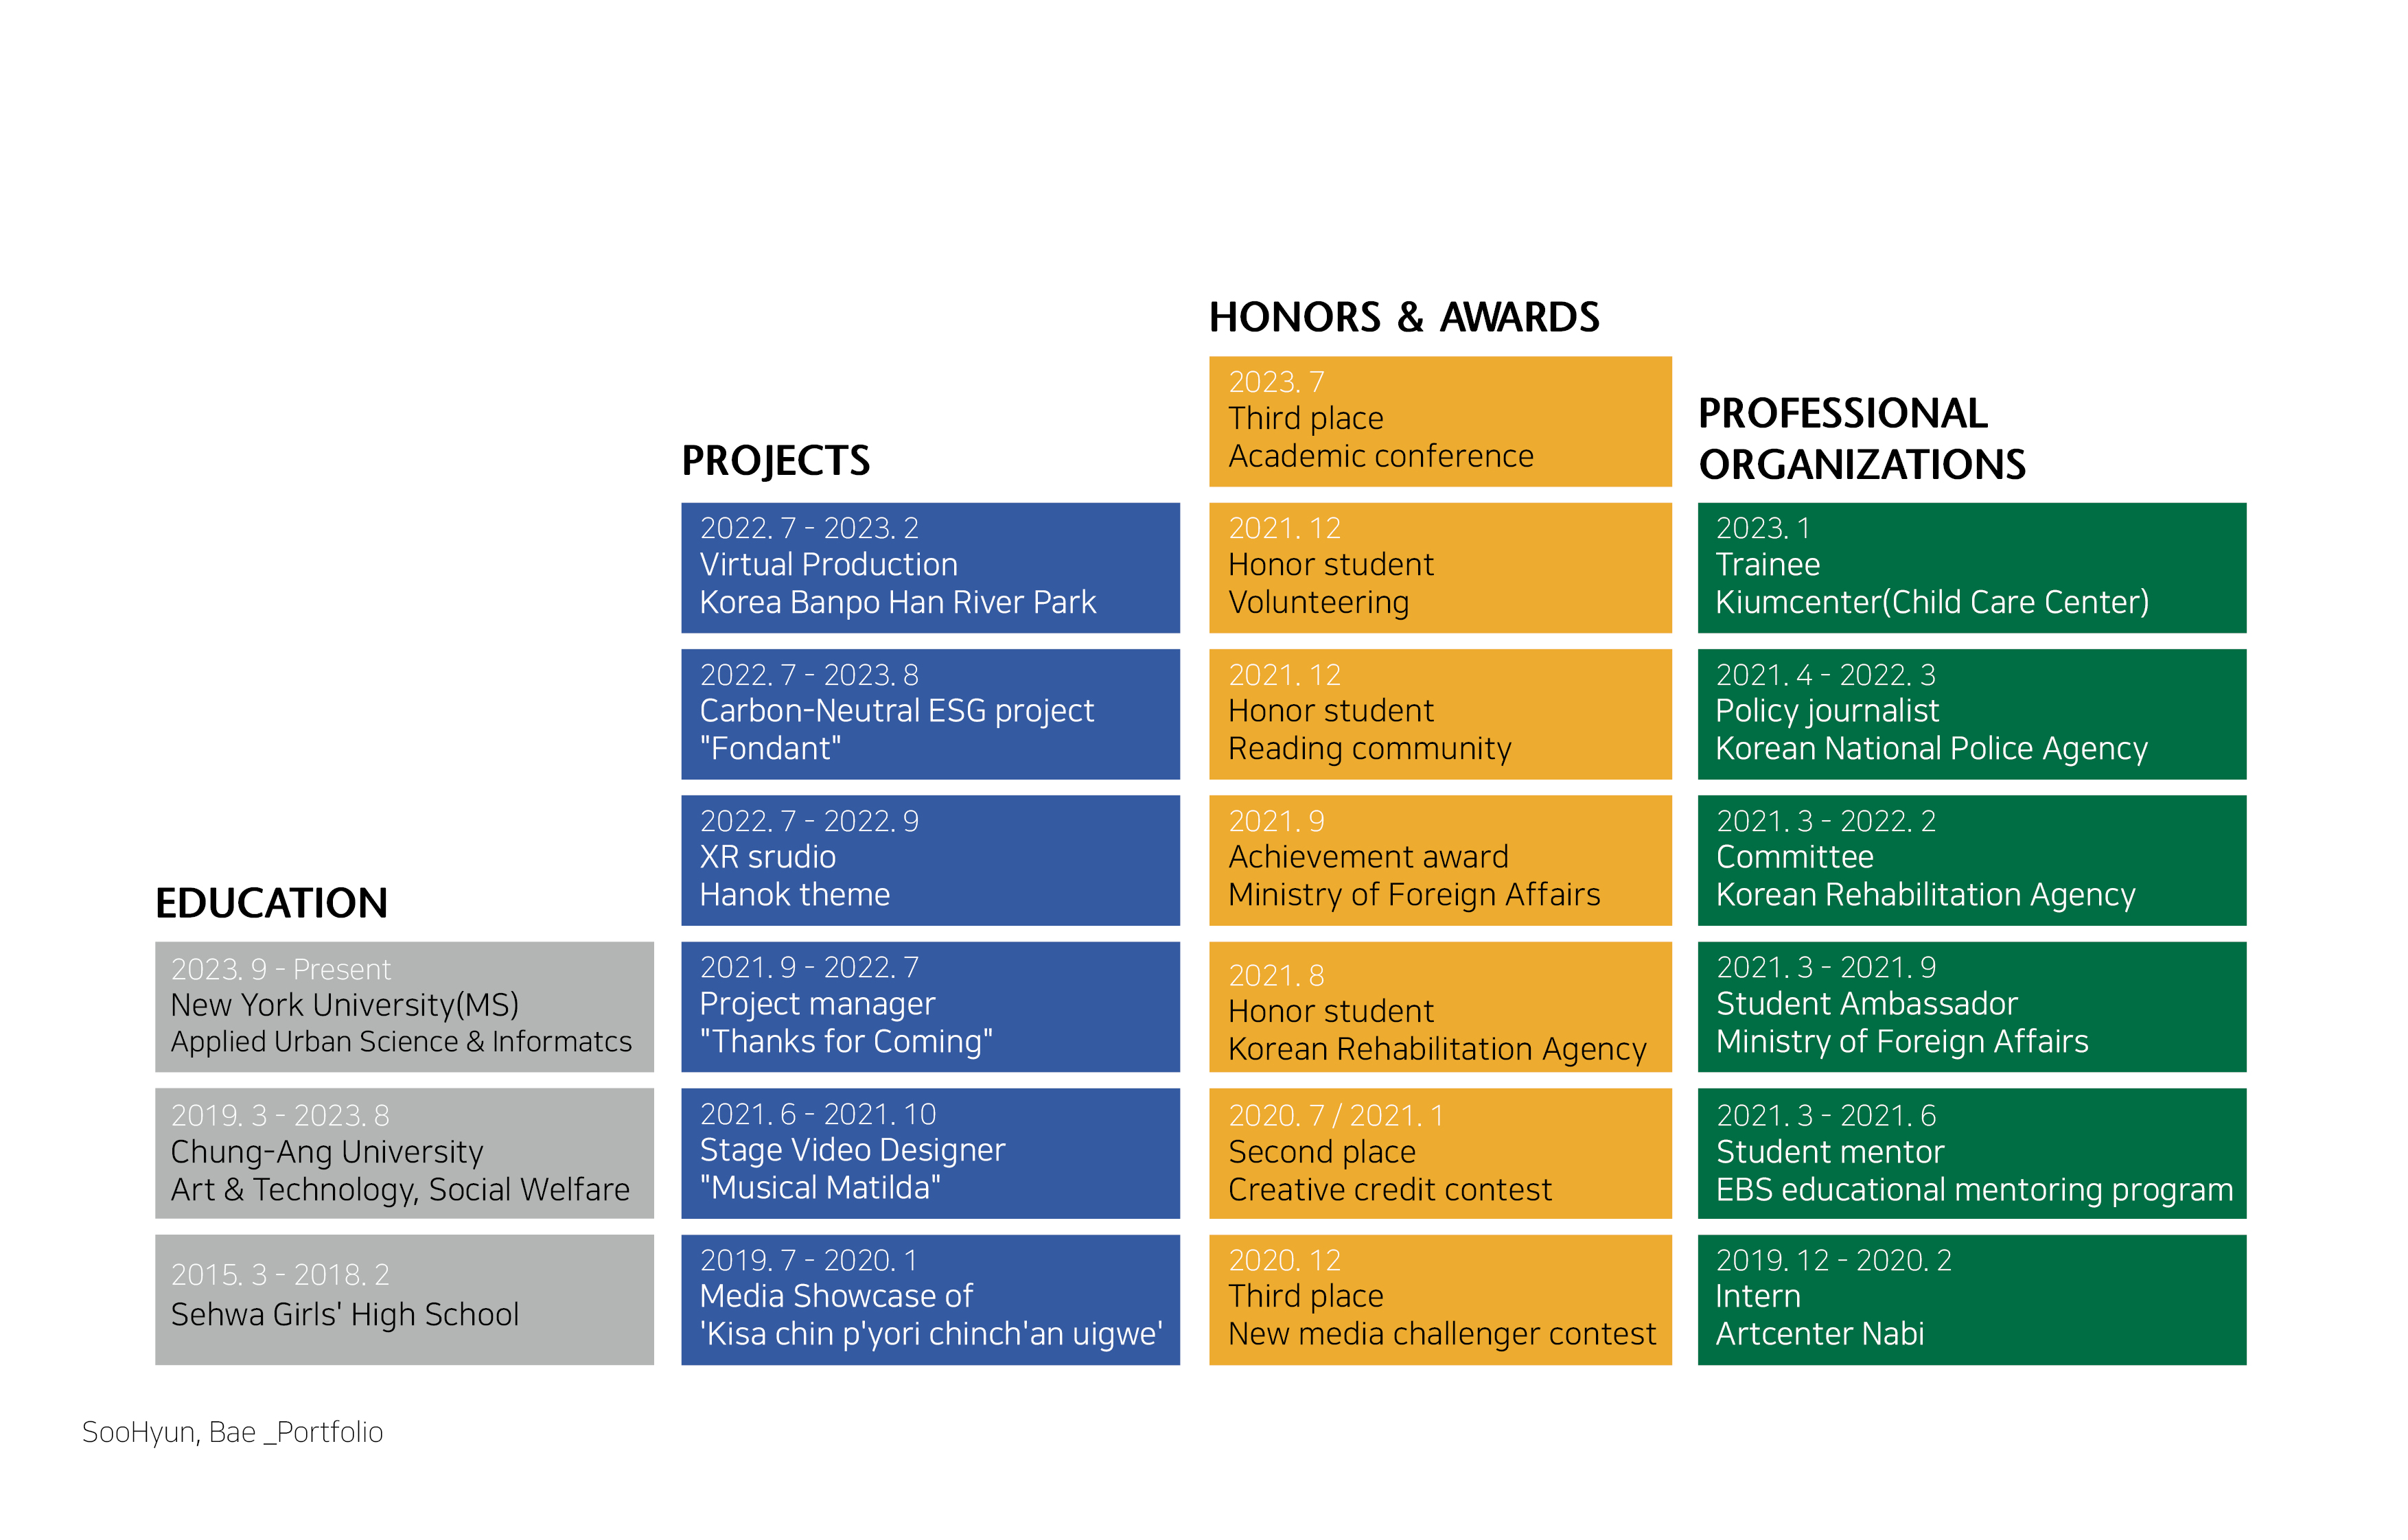 EDUCATION
2023. 9 - Present
New York University(MS)
Applied Urban Science & Informatcs
2019. 3 - 2023. 8
Chung-Ang University
Art & Technology, Social Welfare
2015. 3 - 2018. 2
Sehwa Girls' High School
PROJECTS
2022. 7 - 2023. 2
Virtual Production
Korea Banpo Han River Park
2022. 7 - 2023. 8
Carbon-Neutral ESG project
"Fondant"
2022. 7 - 2022. 9
XR srudio
Hanok theme
2021. 9 - 2022. 7
Project manager
"Thanks for Coming"
2021. 6 - 2021. 10
Stage Video Designer
"Musical Matilda"
2019. 7 - 2020. 1
Media Showcase of
'Kisa chin p'yori chinch'an uigwe'
HONORS & AWARDS
2023. 7
Third place
Academic conference
2021. 12
Honor student
Volunteering
2021. 12
Honor student
Reading community
2021. 9
Achievement award
Ministry of Foreign Affairs
2021. 8
Honor student
Korean Rehabilitation Agency
2020. 7 / 2021. 1
Second place
Creative credit contest
2020. 12
Third place
New media challenger contest
PROFESSIONAL
ORGANIZATIONS
2023. 1
Trainee
Kiumcenter(Child Care Center)
2021. 4 - 2022. 3
Policy journalist
Korean National Police Agency
2021. 3 - 2022. 2
Committee
Korean Rehabilitation Agency
2021. 3 - 2021. 9
Student Ambassador
Ministry of Foreign Affairs
2021. 3 - 2021. 6
Student mentor
EBS educational mentoring program
2019. 12 - 2020. 2
Intern
Artcenter Nabi
SooHyun, Bae _Portfolio